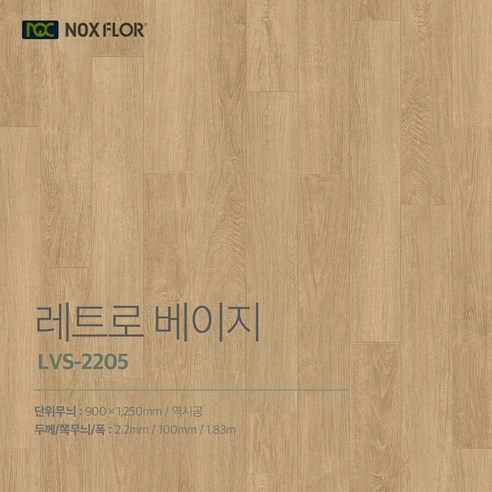 NOX NOX FLOR®
레트로 베이지
LVS-2205
단위무늬 : 900×1,250mm / 역시공
두께/쪽무늬/폭 : 2.2mm / 100mm / 1.83m